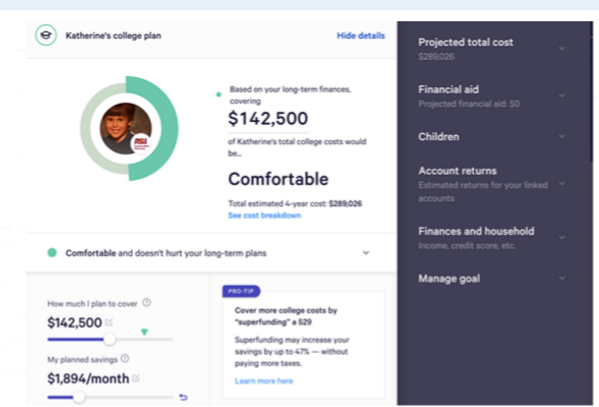 Katherine's college plan
Hide details
Based on your long-term finances,
covering
$142,500
of Katherine's total college costs would
be...
Comfortable
Total estimated 4-year cost: $289,026
See cost breakdown
Comfortable and doesn't hurt your long-term plans
How much I plan to cover
$142,500
My planned savings
$1,894/month
PRO-TIP
Cover more college costs by
"superfunding" a 529
Superfunding may increase your
savings by up to 47% — without
paying more taxes.
Learn more here
Projected total cost
$289,026
Financial aid
Projected financial aid: $0
Children
Account returns
Estimated returns for your linked
accounts
Finances and household
Income, credit score, etc.
Manage goal
ASU